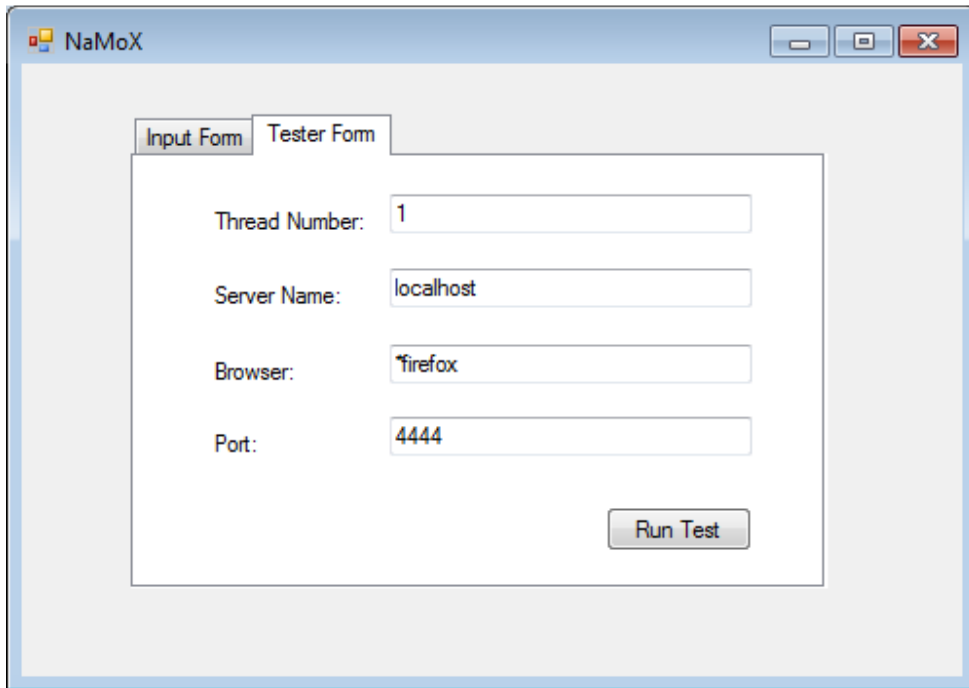 NaMoX
Input Form Tester Form
Thread Number: 1
Server Name: localhost
Browser: *firefox
Port: 4444
Run Test